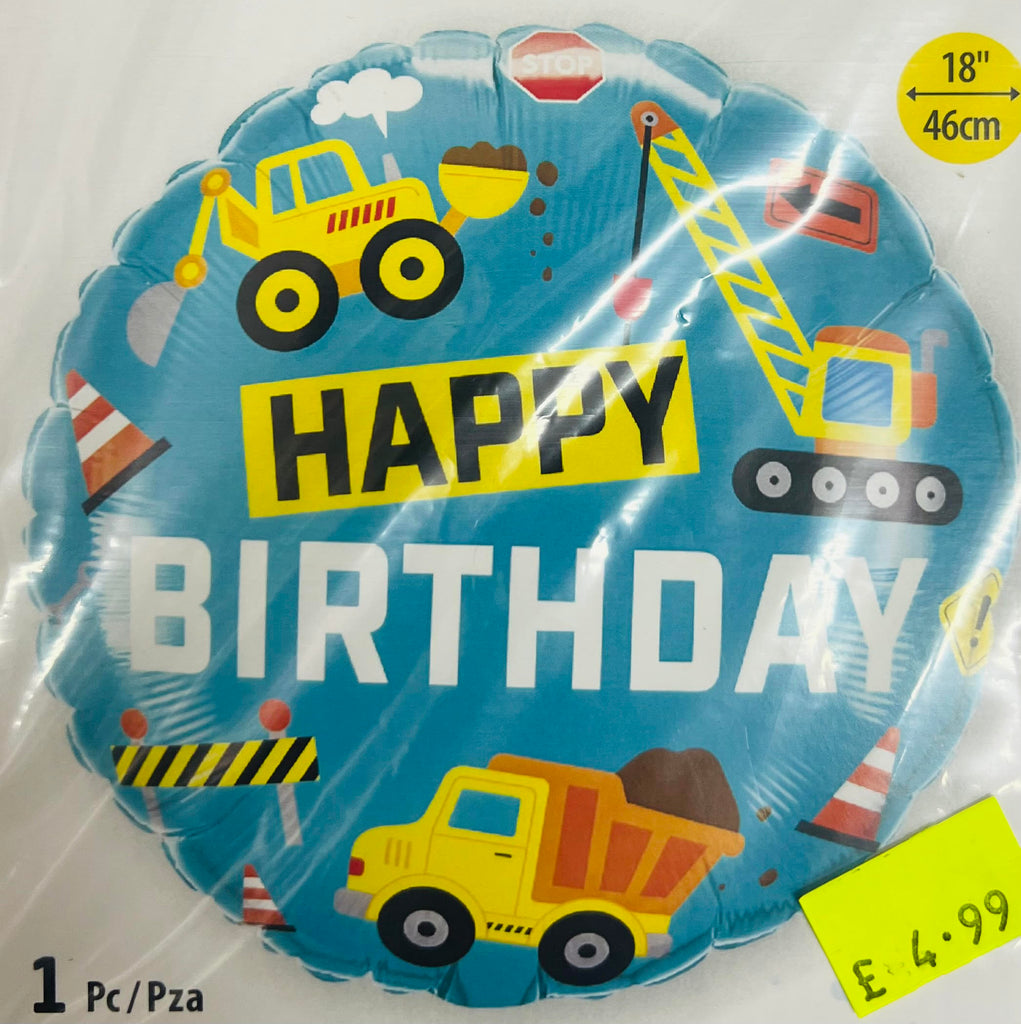 STOP
18"
46cm
HAPPY
BIRTHDAY
!
£4.99
1 Pc/Pza